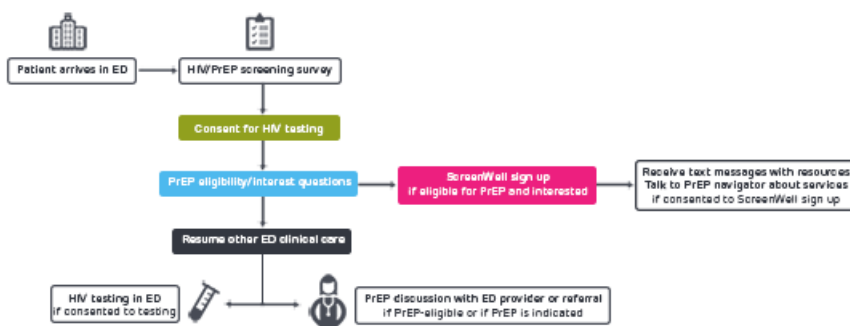 Patient arrives in ED
HIV/PrEP screening survey
Consent for HIV testing
PrEP eligibility/interest questions
ScreenWell sign up
if eligible for PrEP and interested
Receive text messages with resources
Talk to PrEP navigator about services
if consented to ScreenWell sign up
Resume other ED clinical care
HIV testing in ED
if consented to testing
PrEP discussion with ED provider or referral
if PrEP-eligible or if PrEP is indicated